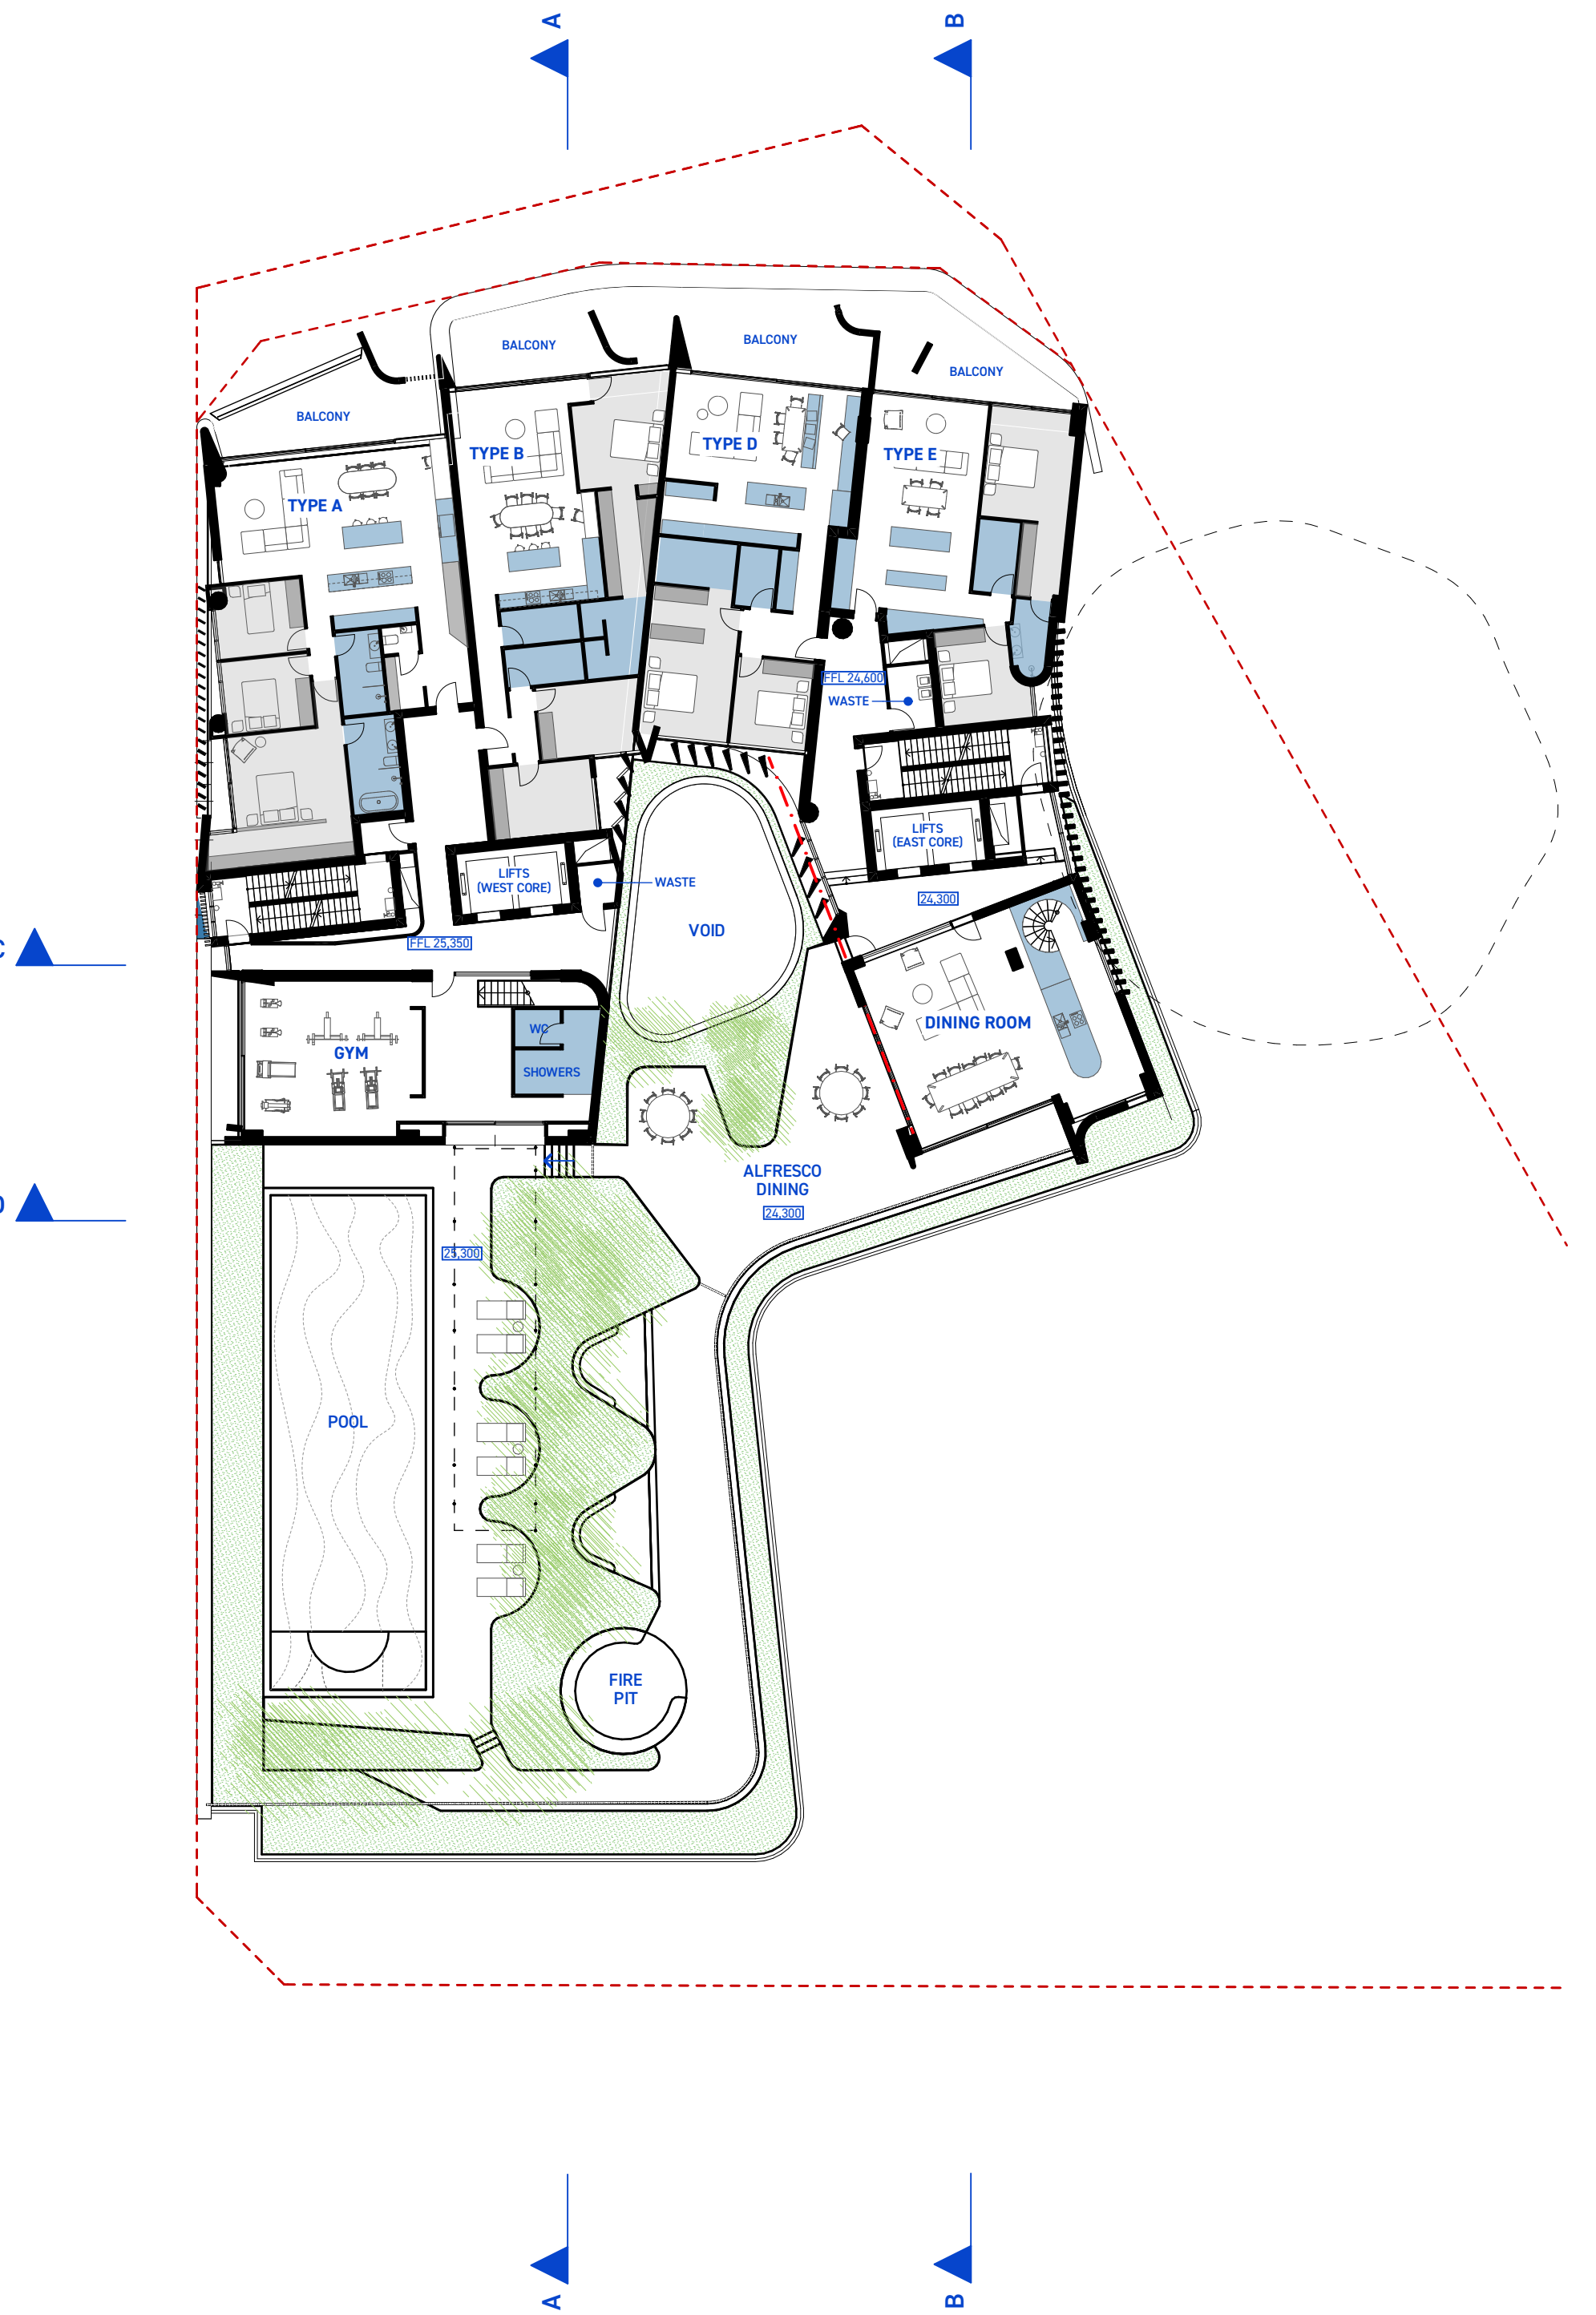 A
B
BALCONY
BALCONY
BALCONY
BALCONY
TYPE D
TYPE B
TYPE E
TYPE A
FFL 24,600
WASTE
LIFTS
(EAST CORE)
LIFTS
(WEST CORE)
WASTE
24,300
VOID
FFL 25,350
C
DINING ROOM
WC
GYM
SHOWERS
ALFRESCO
DINING
24,300
D
25,300
POOL
FIRE
PIT
A
B